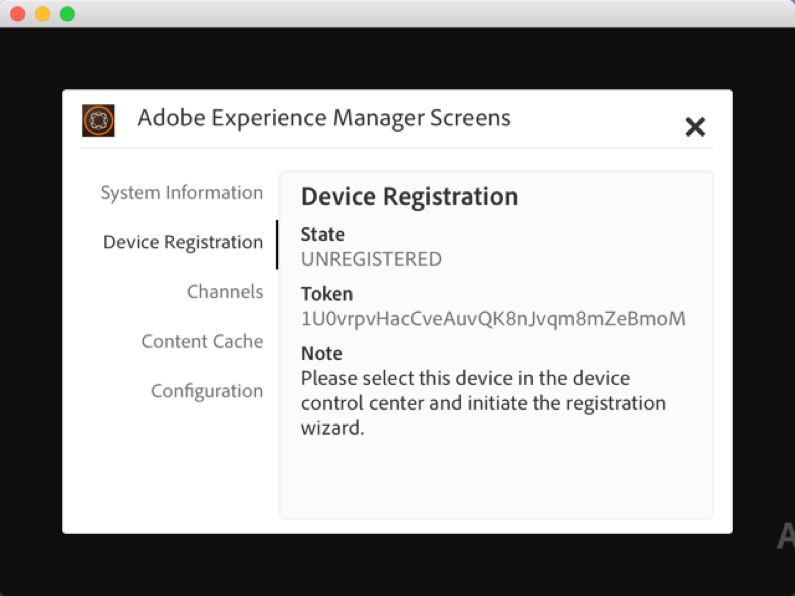 Adobe Experience Manager Screens
System Information
Device Registration
Channels
Content Cache
Configuration
Device Registration
State
UNREGISTERED
Token
1U0vrpvHacCveAuvQK8nJvqm8mZeBmoM
Note
Please select this device in the device
control center and initiate the registration
wizard.
A